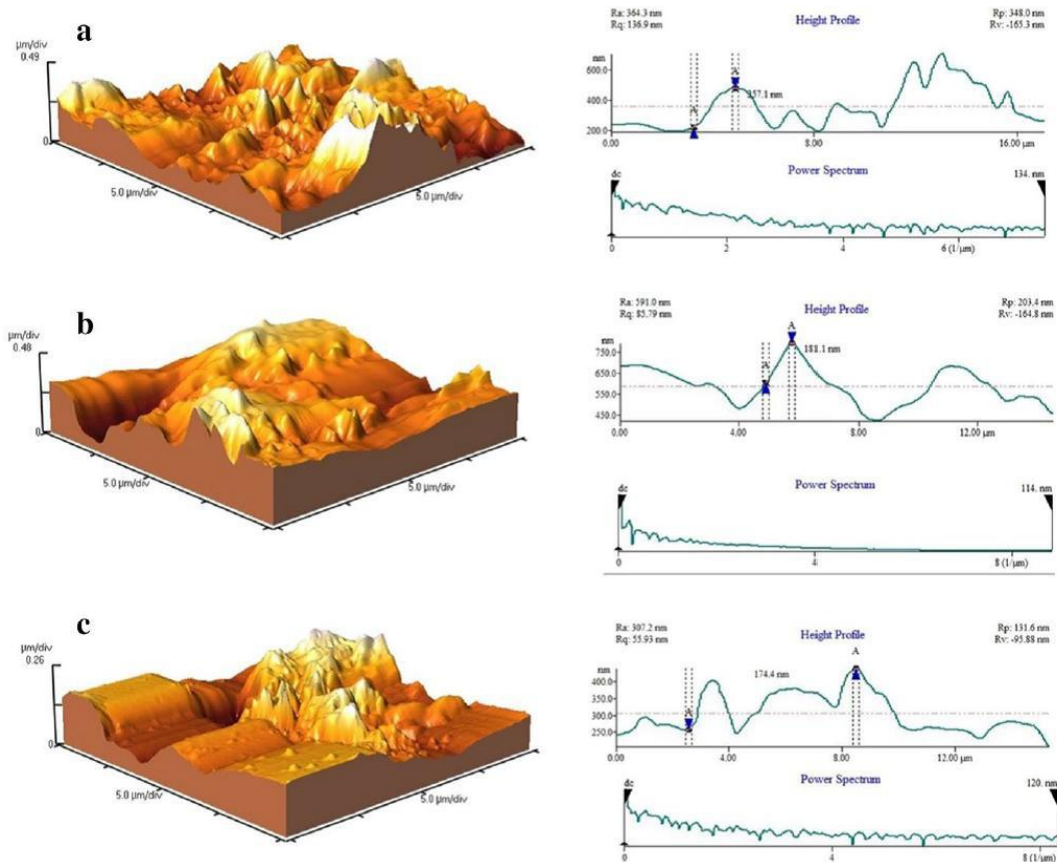 a
µm/div
0.49
0
5.0 µm/div
5.0 µm/div
Ra: 364.3 nm
Rq: 136.9 nm
Height Profile
Rp: 348.0 nm
Rv: -165.3 nm
nm
600.0
400.0
200.0
A
A
257.1 nm
0.00
8.00
16.00 µm
Power Spectrum
dc
134. nm
0
2
4
6 (1/µm)
b
µm/div
0.48
0
5.0 µm/div
5.0 µm/div
Ra: 591.0 nm
Rq: 85.79 nm
Height Profile
Rp: 203.4 nm
Rv: -164.8 nm
nm
750.0
650.0
550.0
450.0
A
A
181.1 nm
0.00
4.00
8.00
12.00 µm
Power Spectrum
dc
114. nm
0
4
8 (1/µm)
c
µm/div
0.26
0
5.0 µm/div
5.0 µm/div
Ra: 307.2 nm
Rq: 55.93 nm
Height Profile
Rp: 131.6 nm
Rv: -95.88 nm
nm
400.0
350.0
300.0
250.0
A
A
174.4 nm
0.00
4.00
8.00
12.00 µm
Power Spectrum
dc
120. nm
0
4
8 (1/µm)